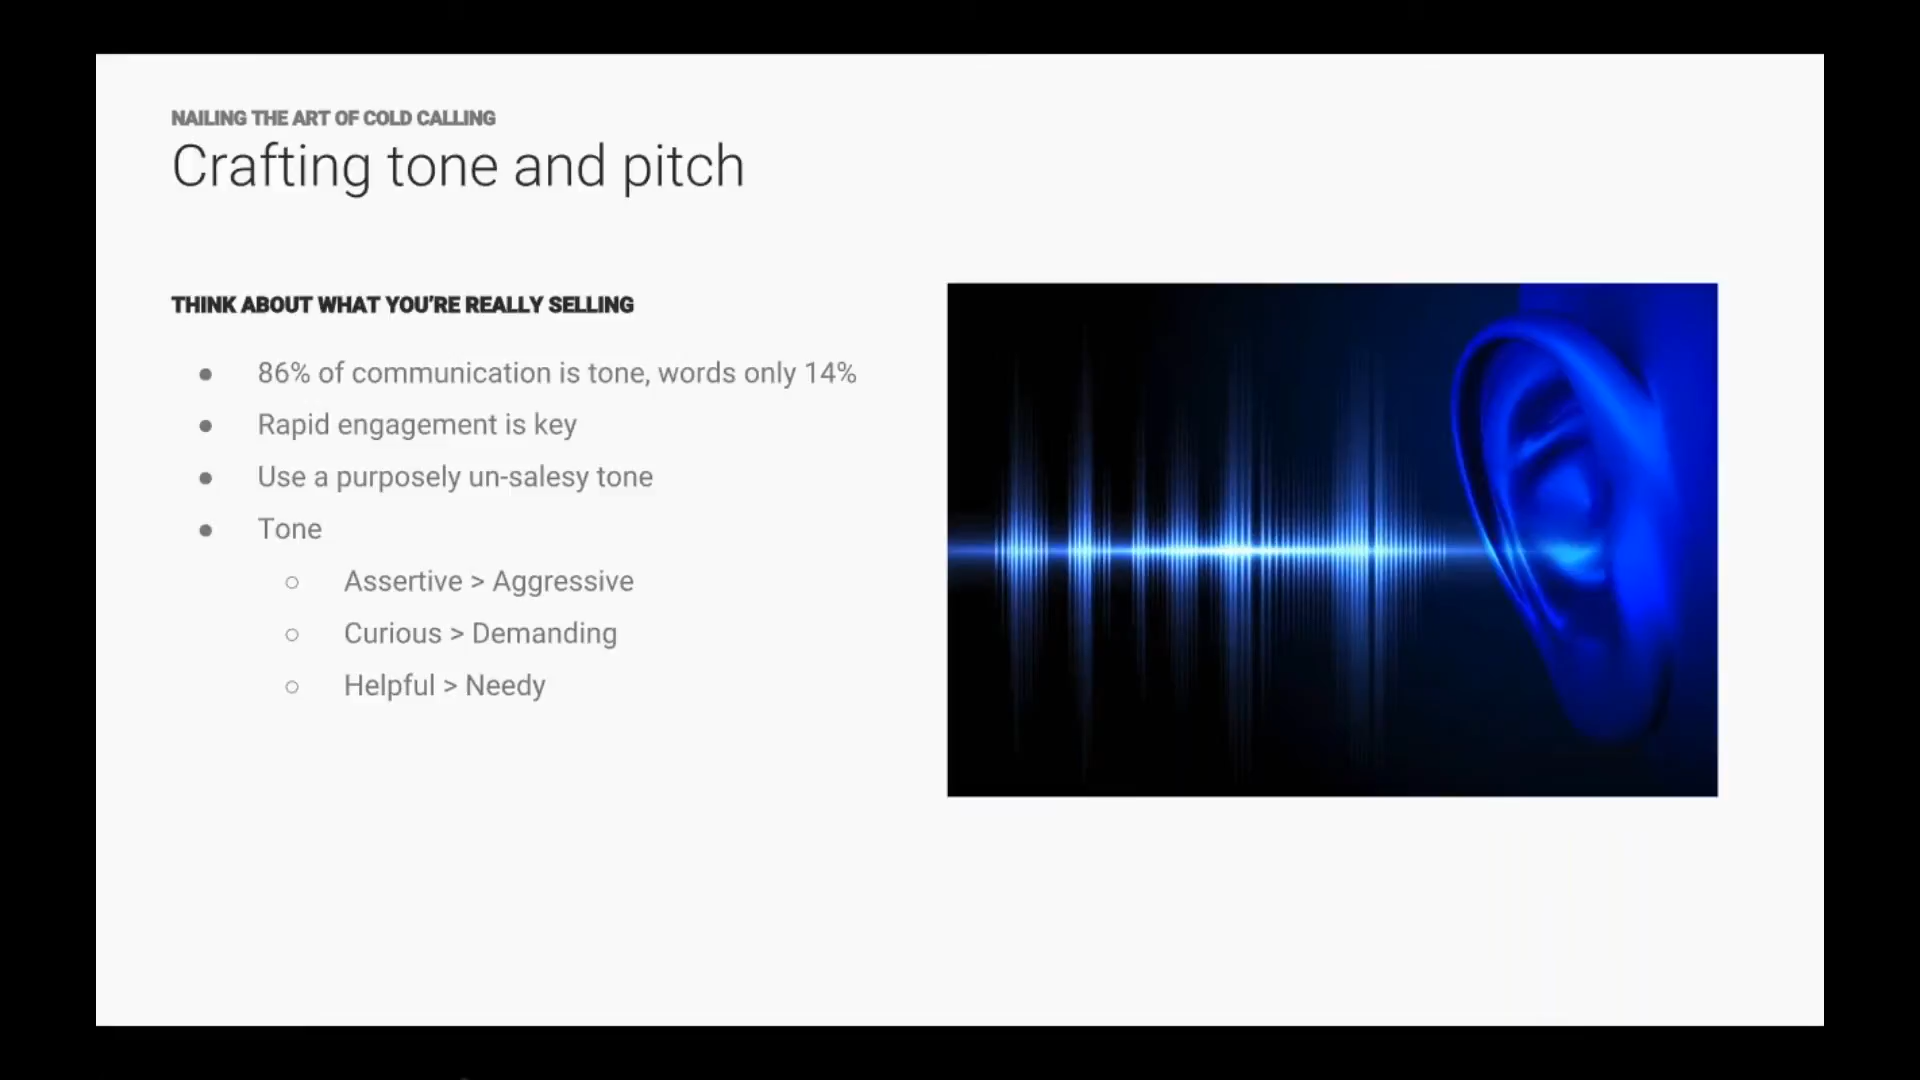 NAILING THE ART OF COLD CALLING
Crafting tone and pitch
THINK ABOUT WHAT YOU'RE REALLY SELLING
● 86% of communication is tone, words only 14%
● Rapid engagement is key
● Use a purposely un-salesy tone
● Tone
○ Assertive > Aggressive
○ Curious > Demanding
○ Helpful > Needy